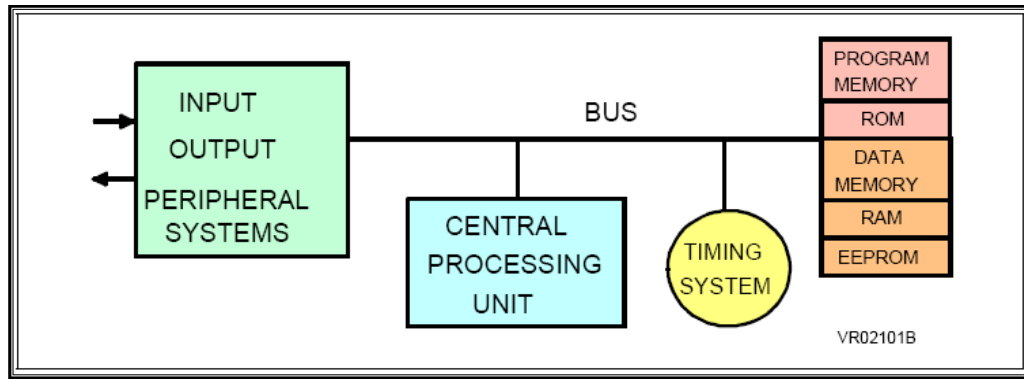 INPUT
OUTPUT
PERIPHERAL
SYSTEMS
BUS
CENTRAL
PROCESSING
UNIT
TIMING
SYSTEM
PROGRAM
MEMORY
ROM
DATA
MEMORY
RAM
EEPROM
VR02101B